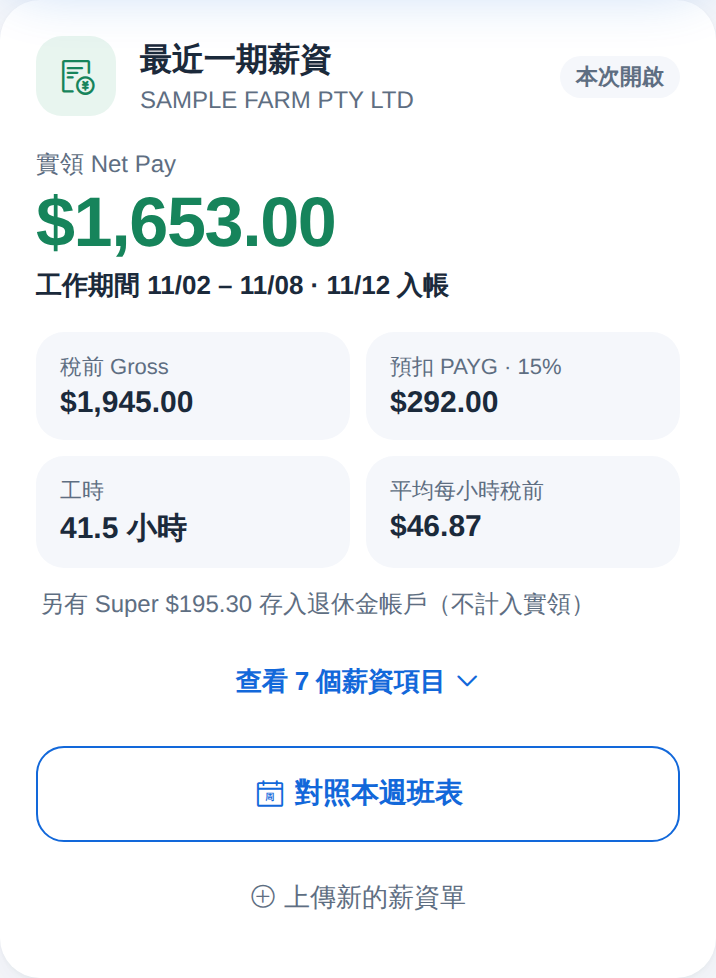 最近一期薪資
SAMPLE FARM PTY LTD
本次開啟
實領 Net Pay
$1,653.00
工作期間 11/02 – 11/08 · 11/12 入帳
稅前 Gross
$1,945.00
預扣 PAYG · 15%
$292.00
工時
41.5 小時
平均每小時稅前
$46.87
另有 Super $195.30 存入退休金帳戶（不計入實領）
查看 7 個薪資項目
周 對照本週班表
上傳新的薪資單